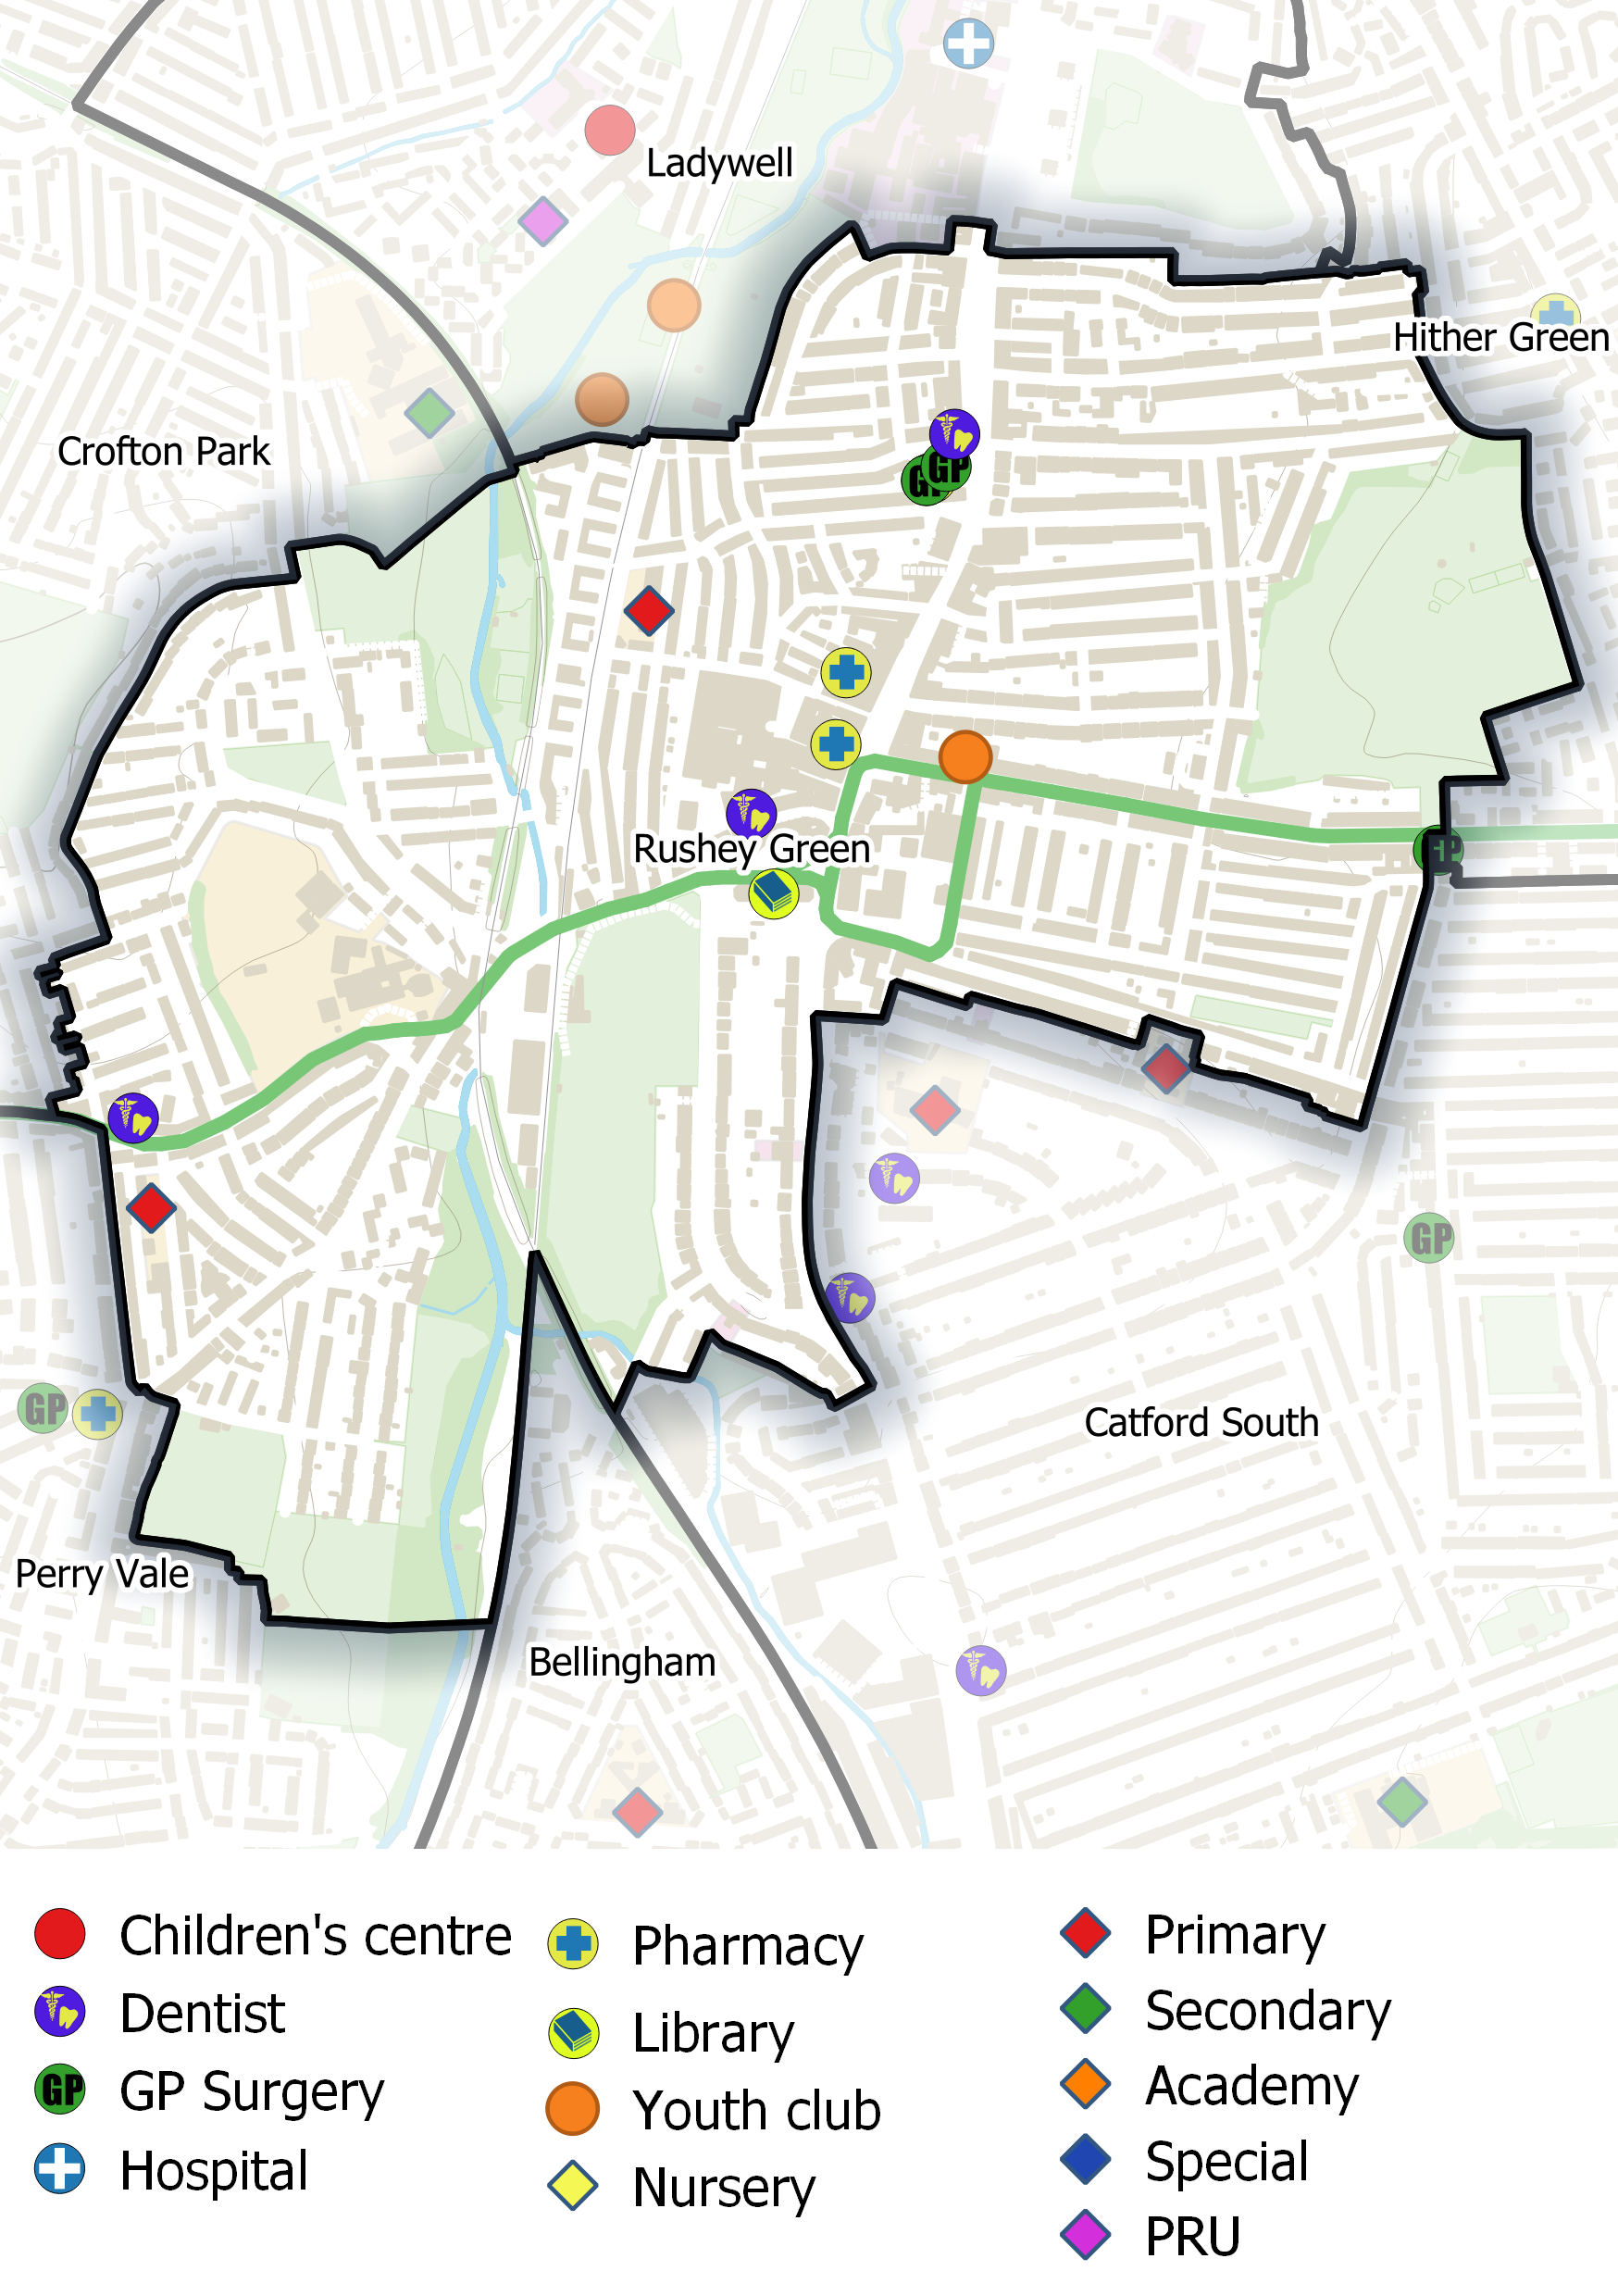 Ladywell
Hither Green
Crofton Park
GP
GP
Rushey Green
GP
GP
GP
Catford South
Perry Vale
Bellingham
Children's centre
Pharmacy
Primary
Dentist
Library
Secondary
GP GP Surgery
Youth club
Academy
Hospital
Nursery
Special
PRU